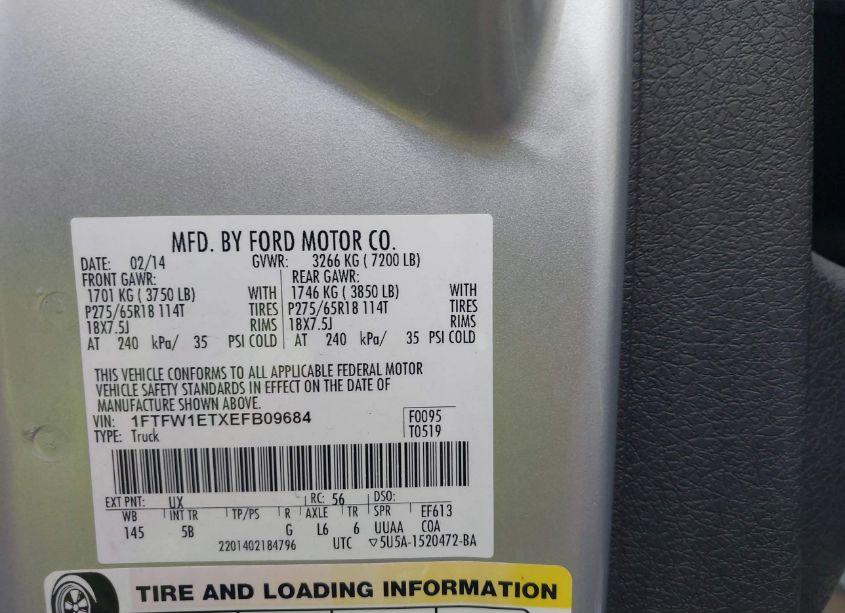 MFD. BY FORD MOTOR CO.
DATE: 02/14 GVWR: 3266 KG ( 7200 LB)
FRONT GAWR: REAR GAWR:
1701 KG ( 3750 LB) WITH 1746 KG ( 3850 LB) WITH
P275/65R18 114T TIRES P275/65R18 114T TIRES
18X7.5J RIMS 18X7.5J RIMS
AT 240 kPa/ 35 PSI COLD AT 240 kPa/ 35 PSI COLD
THIS VEHICLE CONFORMS TO ALL APPLICABLE FEDERAL MOTOR
VEHICLE SAFETY STANDARDS IN EFFECT ON THE DATE OF
MANUFACTURE SHOWN ABOVE.
VIN: 1FTFW1ETXEFB09684 F0095
TYPE: Truck T0519
EXT PNT: UX RC: 56 DSO:
WB INT TR TP/PS R AXLE TR SPR EF613
145 5B G L6 6 UUAA COA
2201402184796 UTC ▽5U5A-1520472-BA
TIRE AND LOADING INFORMATION